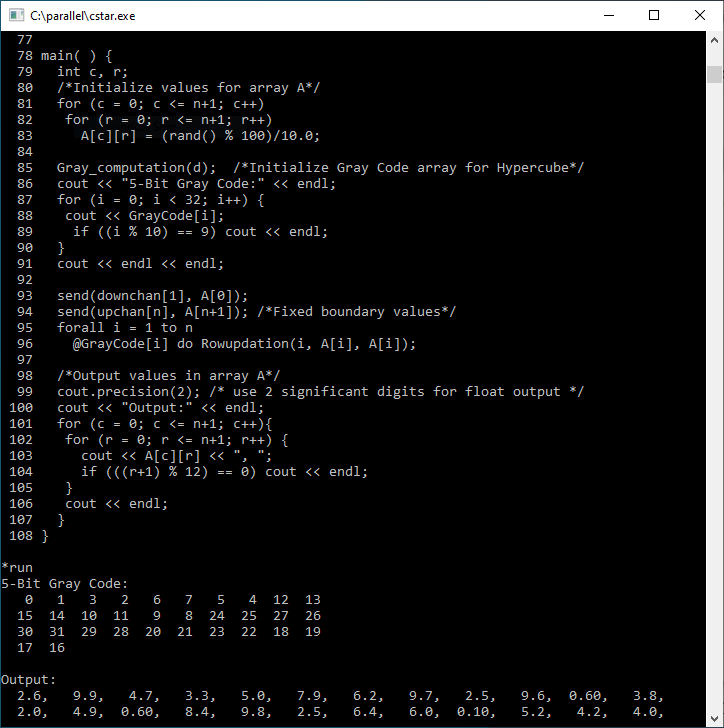 C:\parallel\cstar.exe
77
78 main( ) {
79   int c, r;
80   /*Initialize values for array A*/
81   for (c = 0; c <= n+1; c++)
82    for (r = 0; r <= n+1; r++)
83      A[c][r] = (rand() % 100)/10.0;
84
85   Gray_computation(d);  /*Initialize Gray Code array for Hypercube*/
86   cout << "5-Bit Gray Code:" << endl;
87   for (i = 0; i < 32; i++) {
88    cout << GrayCode[i];
89     if ((i % 10) == 9) cout << endl;
90   }
91   cout << endl << endl;
92
93   send(downchan[1], A[0]);
94   send(upchan[n], A[n+1]); /*Fixed boundary values*/
95   forall i = 1 to n
96     @GrayCode[i] do Rowupdation(i, A[i], A[i]);
97
98   /*Output values in array A*/
99   cout.precision(2); /* use 2 significant digits for float output */
100   cout << "Output:" << endl;
101   for (c = 0; c <= n+1; c++){
102    for (r = 0; r <= n+1; r++) {
103      cout << A[c][r] << ", ";
104      if (((r+1) % 12) == 0) cout << endl;
105    }
106    cout << endl;
107   }
108 }
*run
5-Bit Gray Code:
0   1   3   2   6   7   5   4  12  13
15  14  10  11   9   8  24  25  27  26
30  31  29  28  20  21  23  22  18  19
17  16
Output:
2.6,   9.9,   4.7,   3.3,   5.0,   7.9,   6.2,   9.7,   2.5,   9.6,  0.60,   3.8,
2.0,   4.9,  0.60,   8.4,   9.8,   2.5,   6.4,   6.0,  0.10,   5.2,   4.2,   4.0,